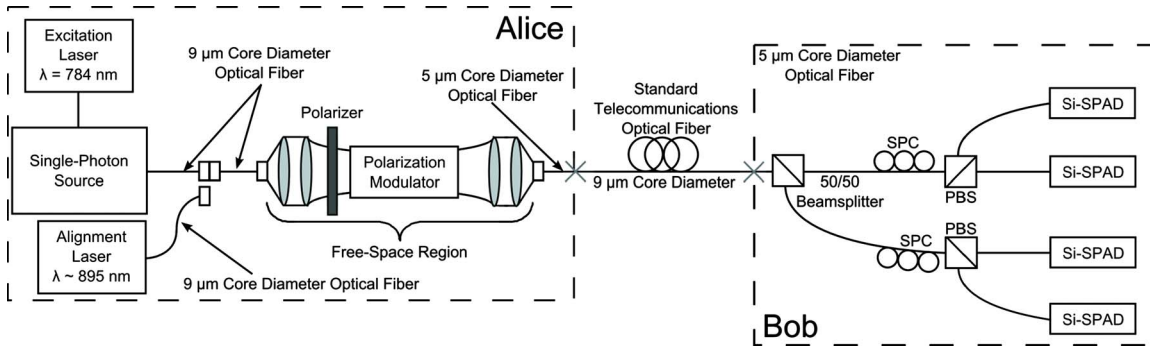 Alice
Excitation
Laser
λ = 784 nm
9 µm Core Diameter
Optical Fiber
Single-Photon
Source
Alignment
Laser
λ ~ 895 nm
9 µm Core Diameter Optical Fiber
Polarizer
Polarization
Modulator
Free-Space Region
5 µm Core Diameter
Optical Fiber
Standard
Telecommunications
Optical Fiber
9 µm Core Diameter
5 µm Core Diameter
Optical Fiber
50/50
Beamsplitter
SPC
PBS
Si-SPAD
Si-SPAD
SPC
PBS
Si-SPAD
Si-SPAD
Bob